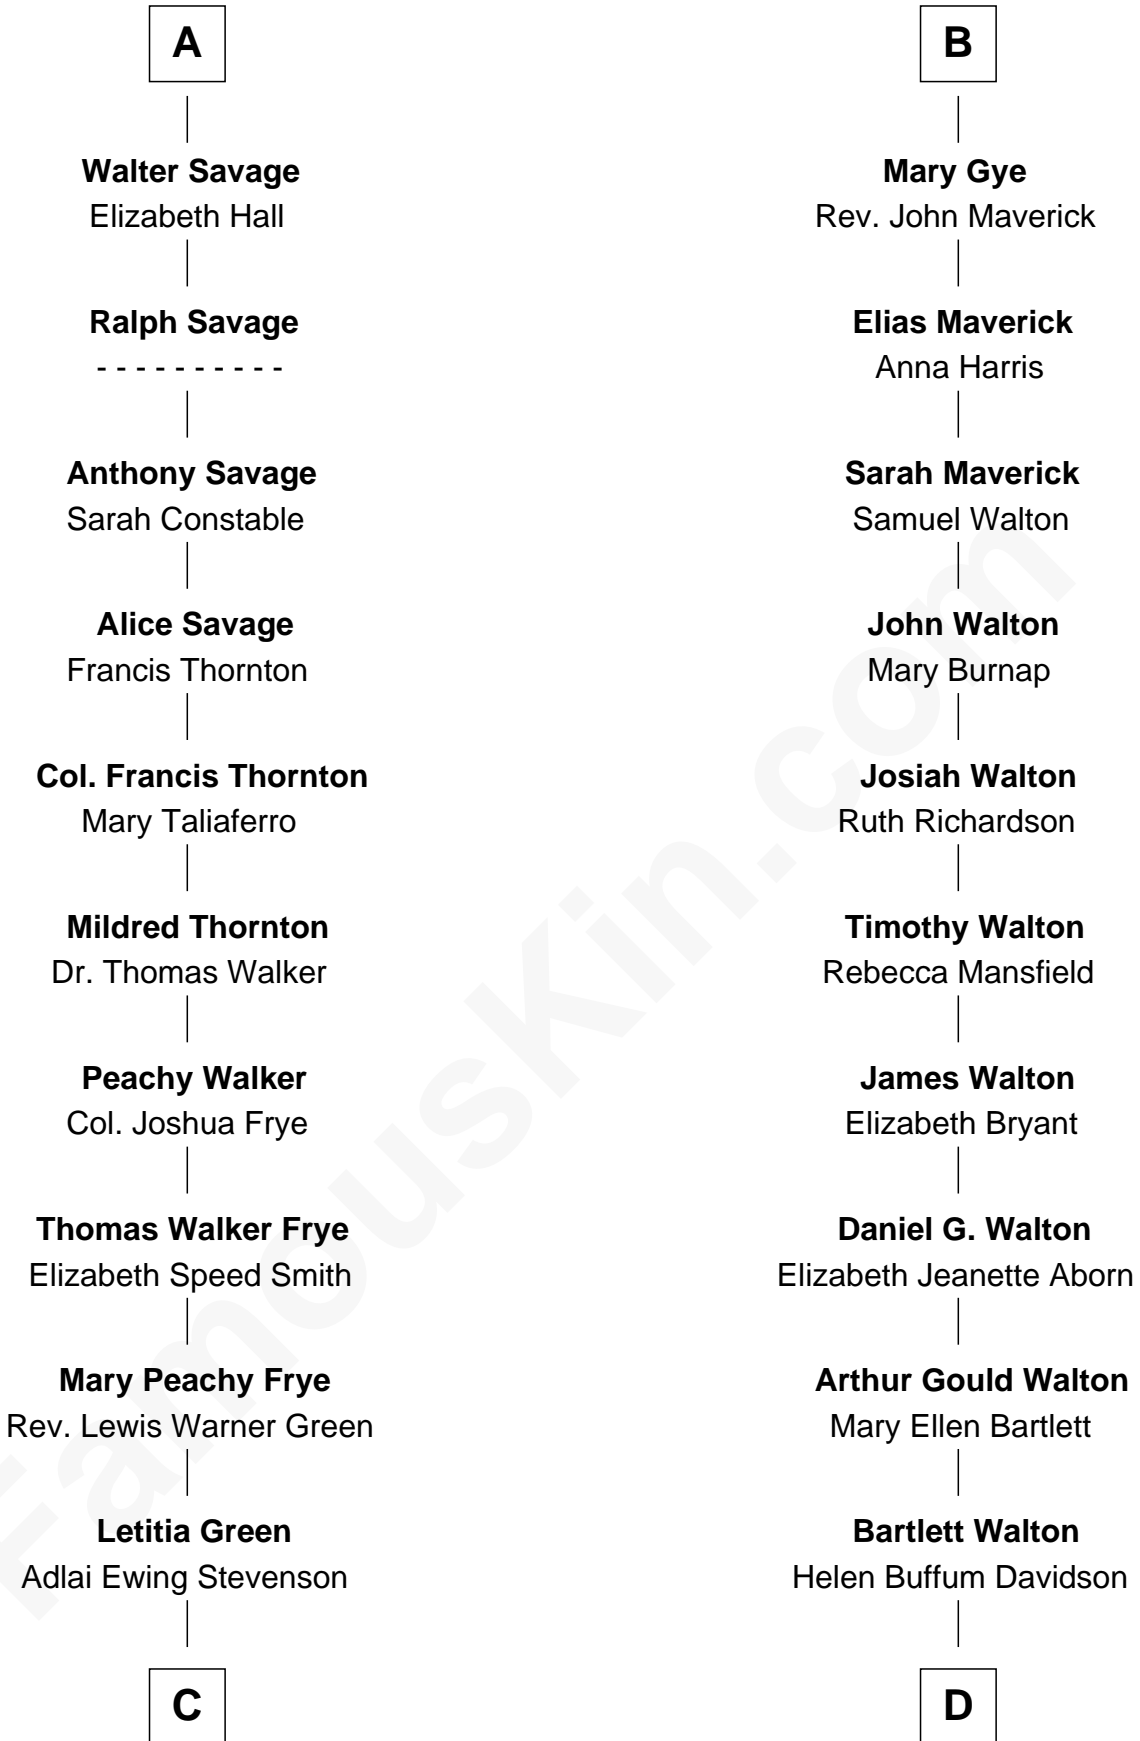 A
Walter Savage
Elizabeth Hall
Ralph Savage
- - - - - - - - - -
Anthony Savage
Sarah Constable
Alice Savage
Francis Thornton
Col. Francis Thornton
Mary Taliaferro
Mildred Thornton
Dr. Thomas Walker
Peachy Walker
Col. Joshua Frye
Thomas Walker Frye
Elizabeth Speed Smith
Mary Peachy Frye
Rev. Lewis Warner Green
Letitia Green
Adlai Ewing Stevenson
C
B
Mary Gye
Rev. John Maverick
Elias Maverick
Anna Harris
Sarah Maverick
Samuel Walton
John Walton
Mary Burnap
Josiah Walton
Ruth Richardson
Timothy Walton
Rebecca Mansfield
James Walton
Elizabeth Bryant
Daniel G. Walton
Elizabeth Jeanette Aborn
Arthur Gould Walton
Mary Ellen Bartlett
Bartlett Walton
Helen Buffum Davidson
D
FamousKin.com